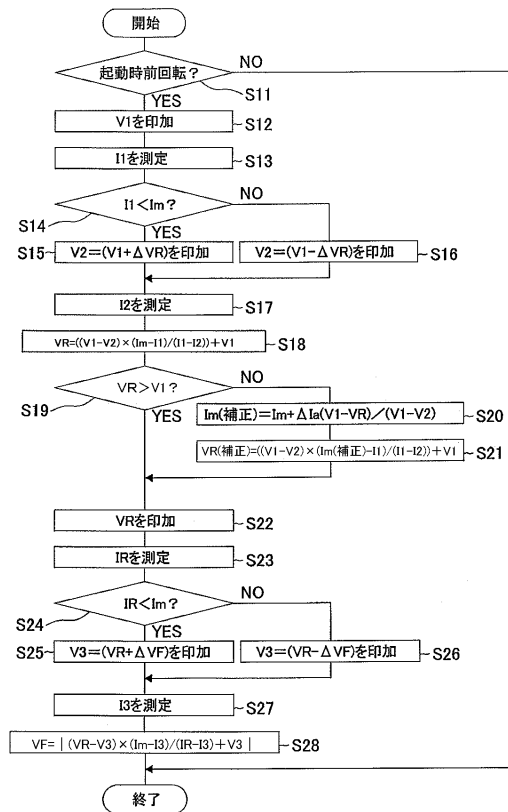 開始
起動時前回転?
NO
S11
YES
V1を印加
S12
I1を測定
S13
I1<Im?
NO
S14
YES
S15
V2=(V1+ΔVR)を印加
V2=(V1-ΔVR)を印加
S16
I2を測定
S17
VR=((V1-V2)×(Im-I1)/(I1-I2))+V1
S18
VR>V1?
NO
S19
YES
Im(補正)=Im+ΔIa(V1-VR)/(V1-V2)
S20
VR(補正)=((V1-V2)×(Im(補正)-I1)/(I1-I2))+V1
S21
VRを印加
S22
IRを測定
S23
IR<Im?
NO
S24
YES
S25
V3=(VR+ΔVF)を印加
V3=(VR-ΔVF)を印加
S26
I3を測定
S27
VF=|(VR-V3)×(Im-I3)/(IR-I3)+V3|
S28
終了